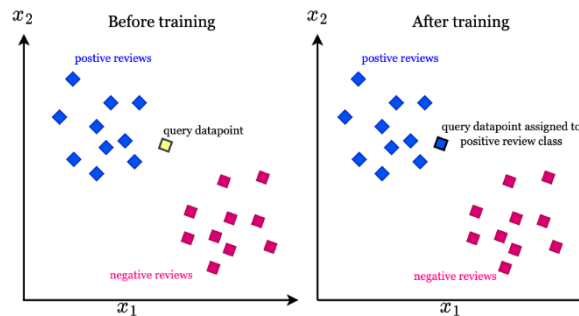 x₂
Before training
postive reviews
query datapoint
negative reviews
x₁
x₂
After training
positive reviews
query datapoint assigned to
positive review class
negative reviews
x₁